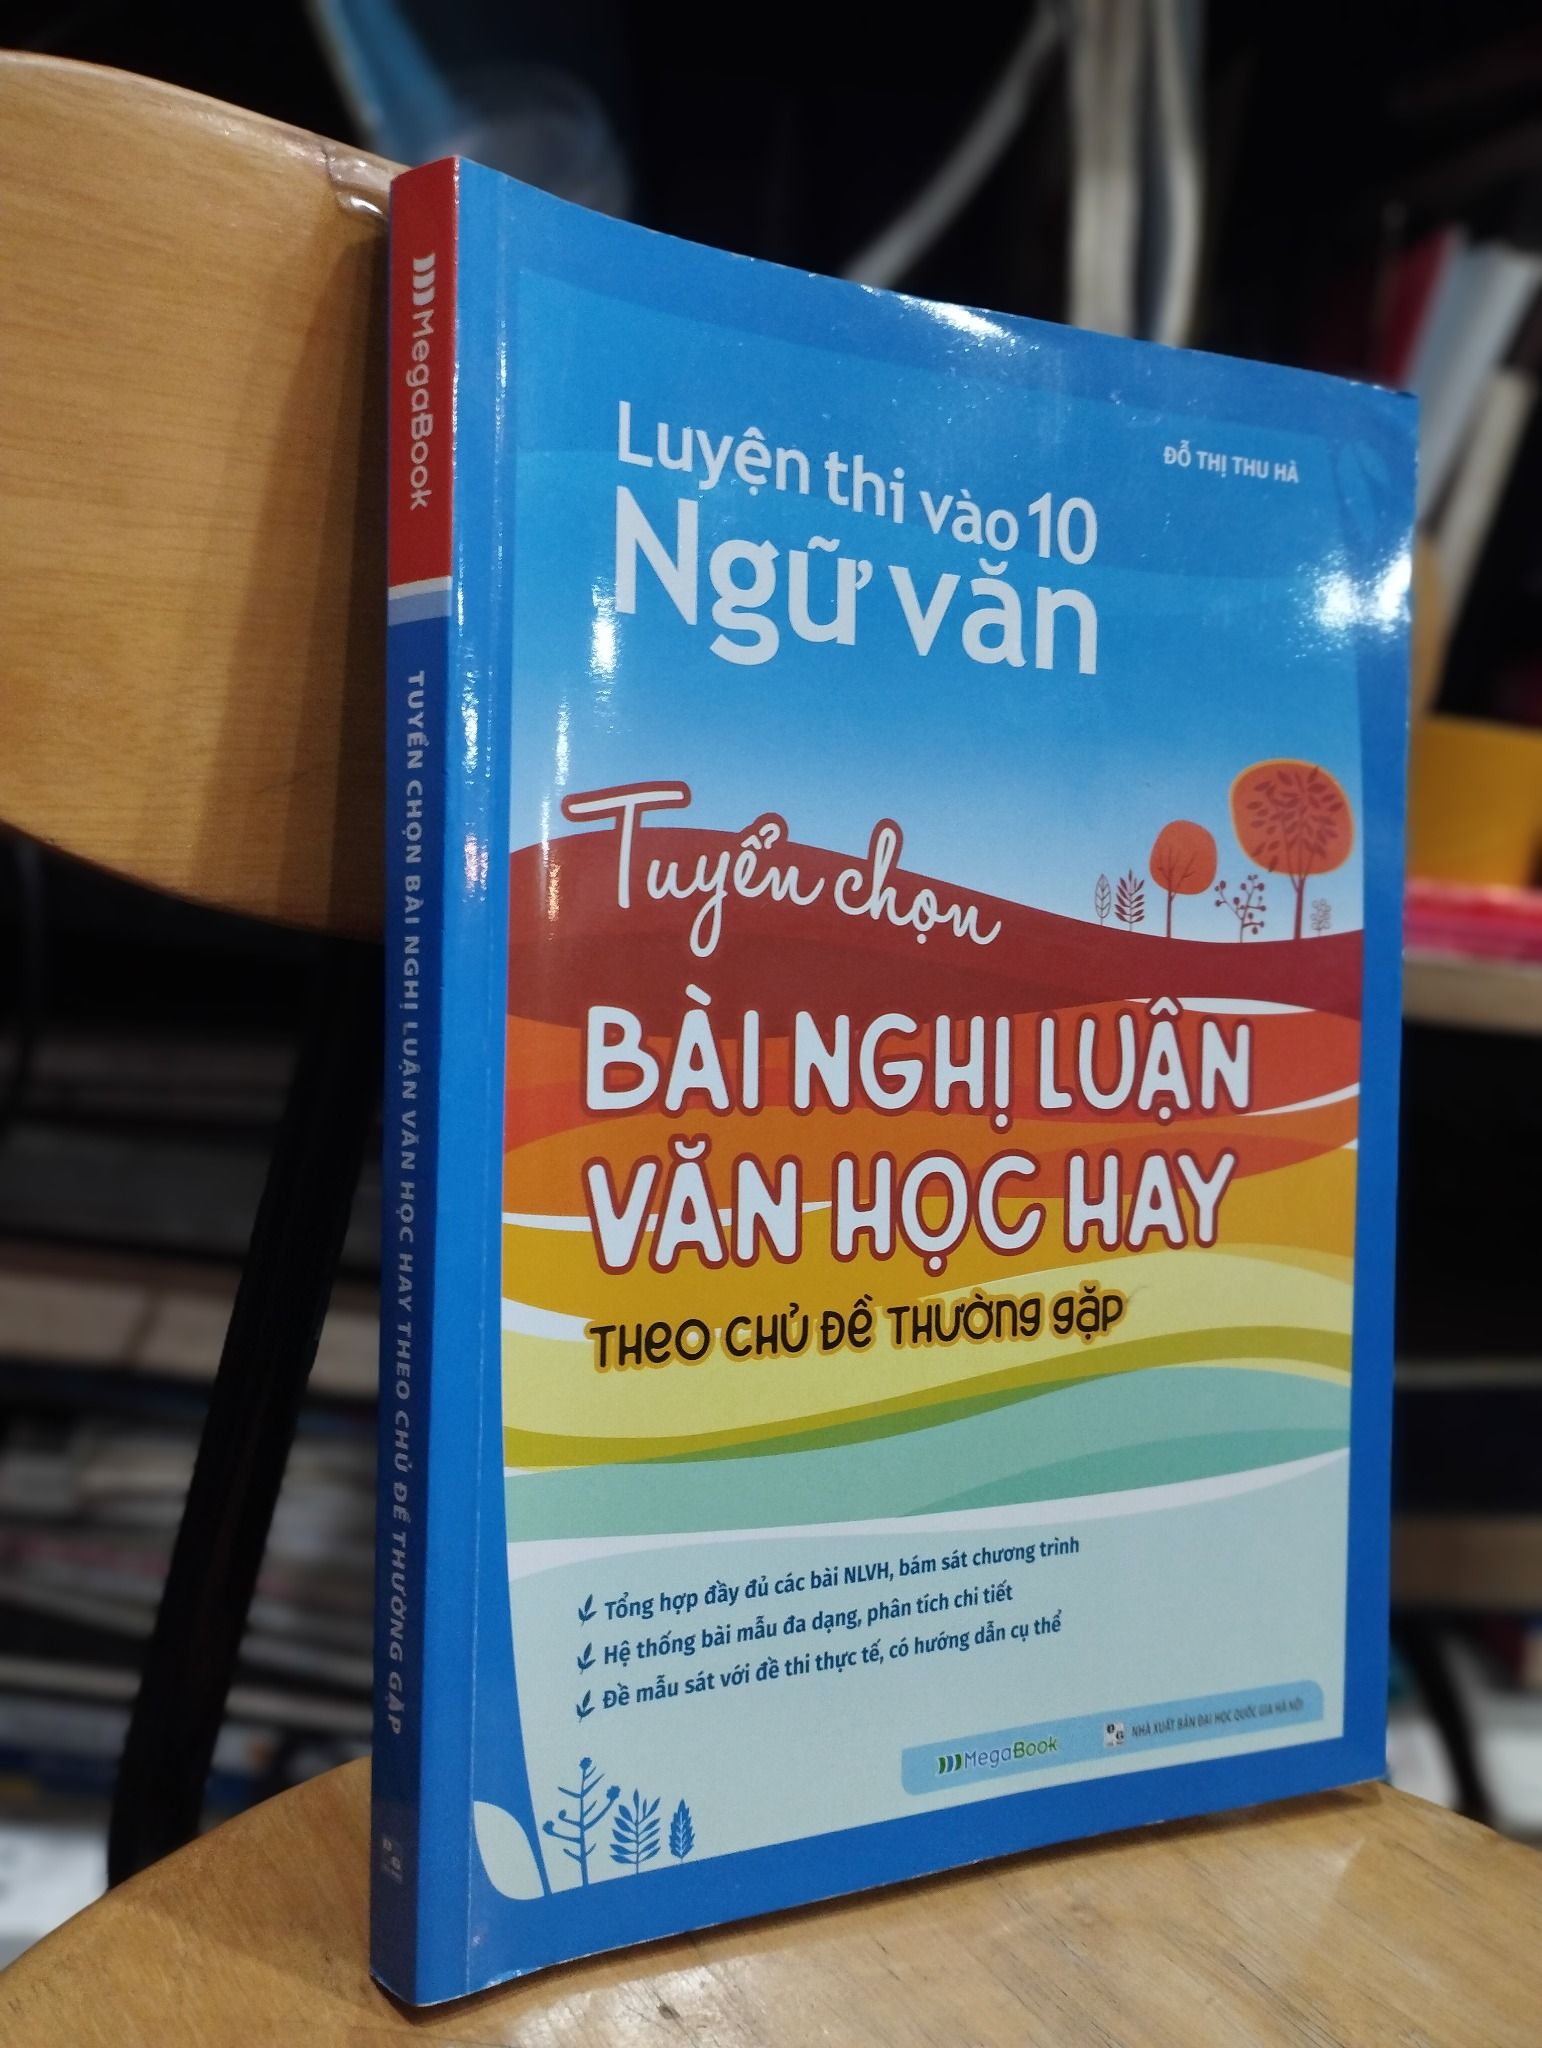 MegaBook
TUYỂN CHỌN BÀI NGHỊ LUẬN VĂN HỌC HAY THEO CHỦ ĐỀ THƯỜNG GẶP
ĐỖ THỊ THU HÀ
Luyện thi vào 10
Ngữ văn
Tuyển chọn
BÀI NGHỊ LUẬN
VĂN HỌC HAY
THEO CHỦ ĐỀ THƯỜNG GẶP
Tổng hợp đầy đủ các bài NLVH, bám sát chương trình
Hệ thống bài mẫu đa dạng, phân tích chi tiết
Đề mẫu sát với đề thi thực tế, có hướng dẫn cụ thể
MegaBook
NHÀ XUẤT BẢN ĐẠI HỌC QUỐC GIA HÀ NỘI